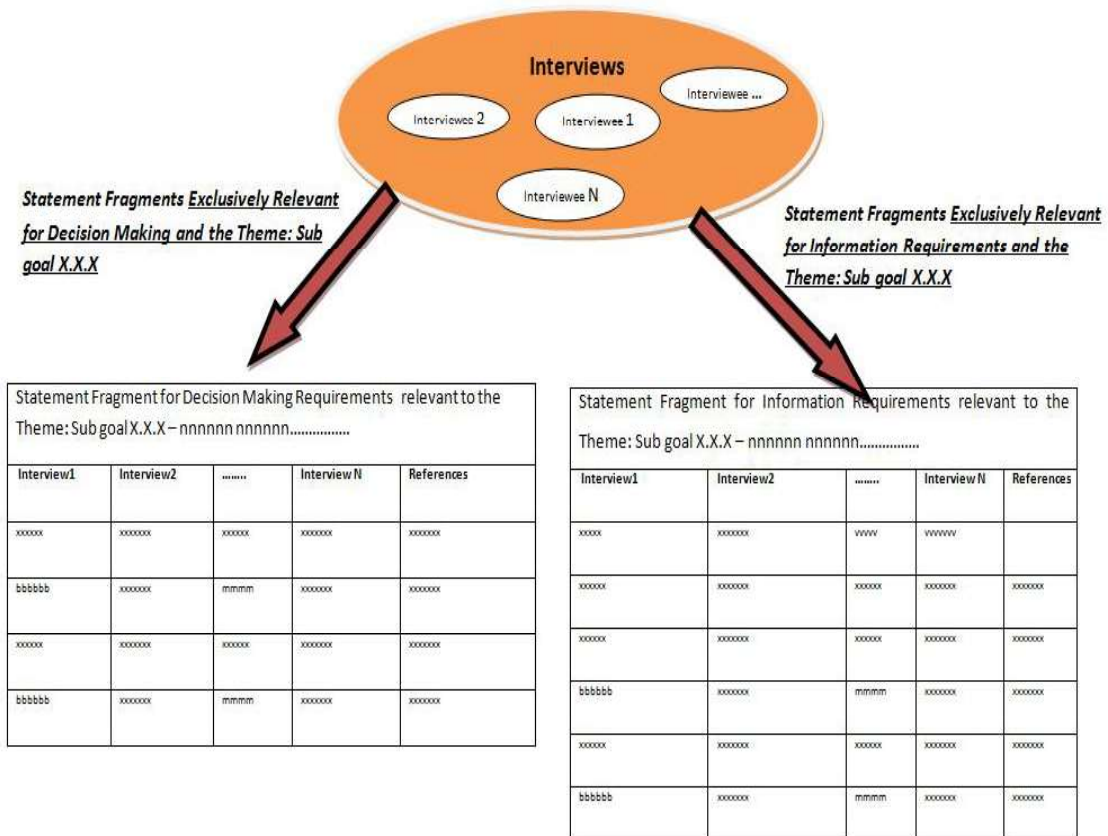 Interviews
Interviewee ...
Interviewee 2
Interviewee 1
Interviewee N
Statement Fragments Exclusively Relevant
for Decision Making and the Theme: Sub
goal X.X.X
Statement Fragments Exclusively Relevant
for Information Requirements and the
Theme: Sub goal X.X.X
Statement Fragment for Decision Making Requirements relevant to the
Theme: Sub goal X.X.X – nnnnnn nnnnnn................
Interview1 Interview2 ........ Interview N References
xxxxxx xxxxxxx xxxxxx xxxxxxx xxxxxxx
bbbbbb xxxxxxx mmmm xxxxxxx xxxxxxx
xxxxxx xxxxxxx xxxxxx xxxxxxx xxxxxxx
bbbbbb xxxxxxx mmmm xxxxxxx xxxxxxx
Statement Fragment for Information Requirements relevant to the
Theme: Sub goal X.X.X – nnnnnn nnnnnn................
Interview1 Interview2 ........ Interview N References
xxxxx xxxxxxx vvvvv vvvvvvv
xxxxxx xxxxxxx xxxxxx xxxxxxx xxxxxxx
xxxxxx xxxxxxx xxxxxx xxxxxxx xxxxxxx
bbbbbb xxxxxxx mmmm xxxxxxx xxxxxxx
xxxxxx xxxxxxx xxxxxx xxxxxxx xxxxxxx
bbbbbb xxxxxxx mmmm xxxxxxx xxxxxxx